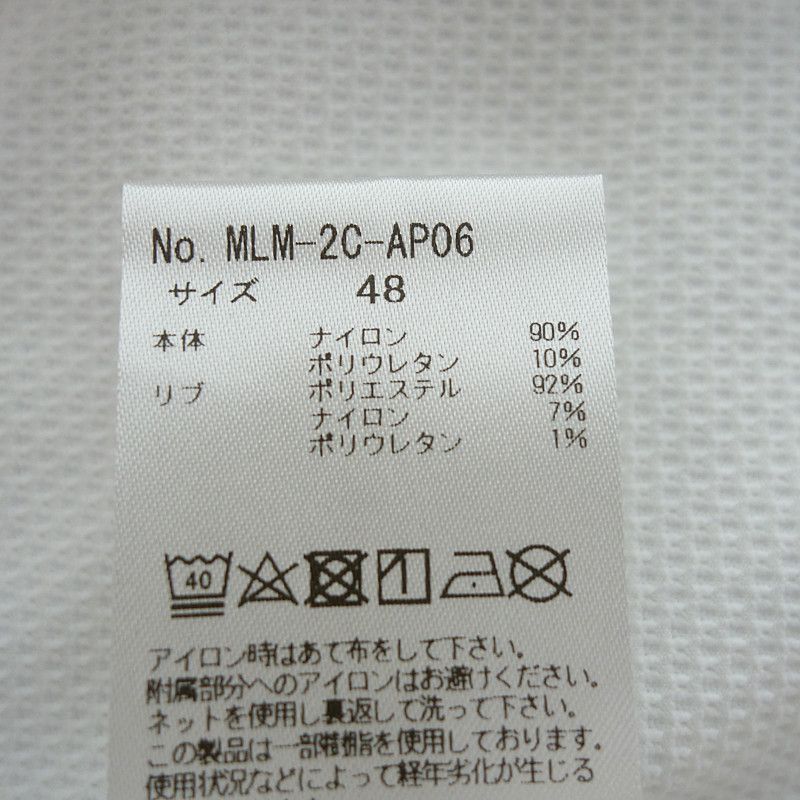 No. MLM-2C-AP06
サイズ 48
本体 ナイロン 90%
ポリウレタン 10%
リブ ポリエステル 92%
ナイロン 7%
ポリウレタン 1%
40
アイロン時はあて布をして下さい。
附属部分へのアイロンはお避けください。
ネットを使用し裏返して洗って下さい。
この製品は一部樹脂を使用しております。
使用状況などによって経年劣化が生じる